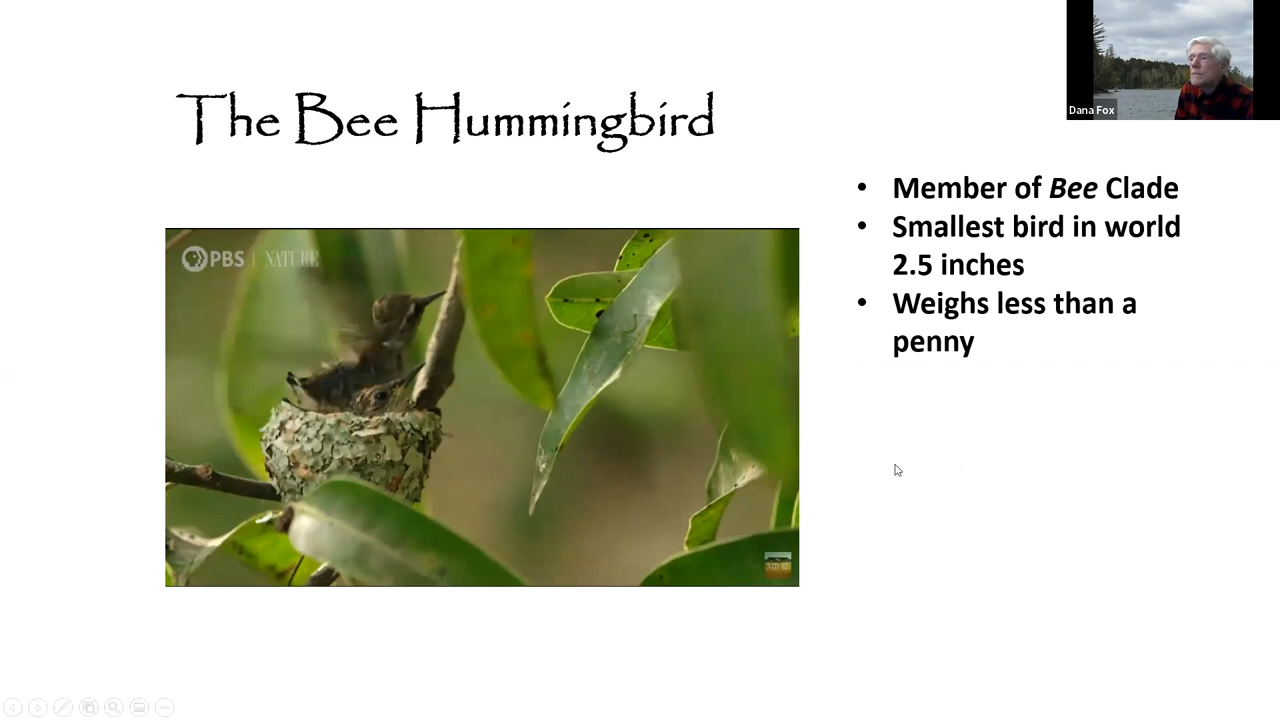 Dana Fox
The Bee Hummingbird
• Member of Bee Clade
• Smallest bird in world
2.5 inches
• Weighs less than a
penny
PBS | NATURE
NATURE